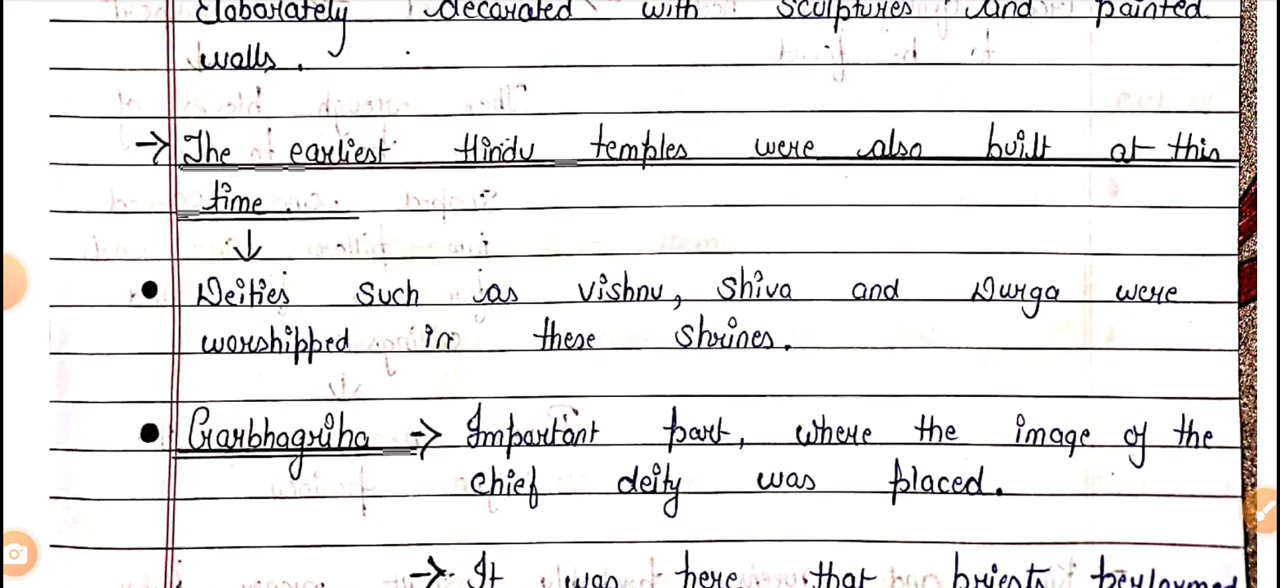 Elaborately decorated with sculptures and painted
walls.
→ The earliest Hindu temples were also built at this
time.
↓
• Deities such as Vishnu, Shiva and Durga were
worshipped in these shrines.
• Garbhagriha → Important part, where the image of the
chief deity was placed.
→ It was here that priests performed